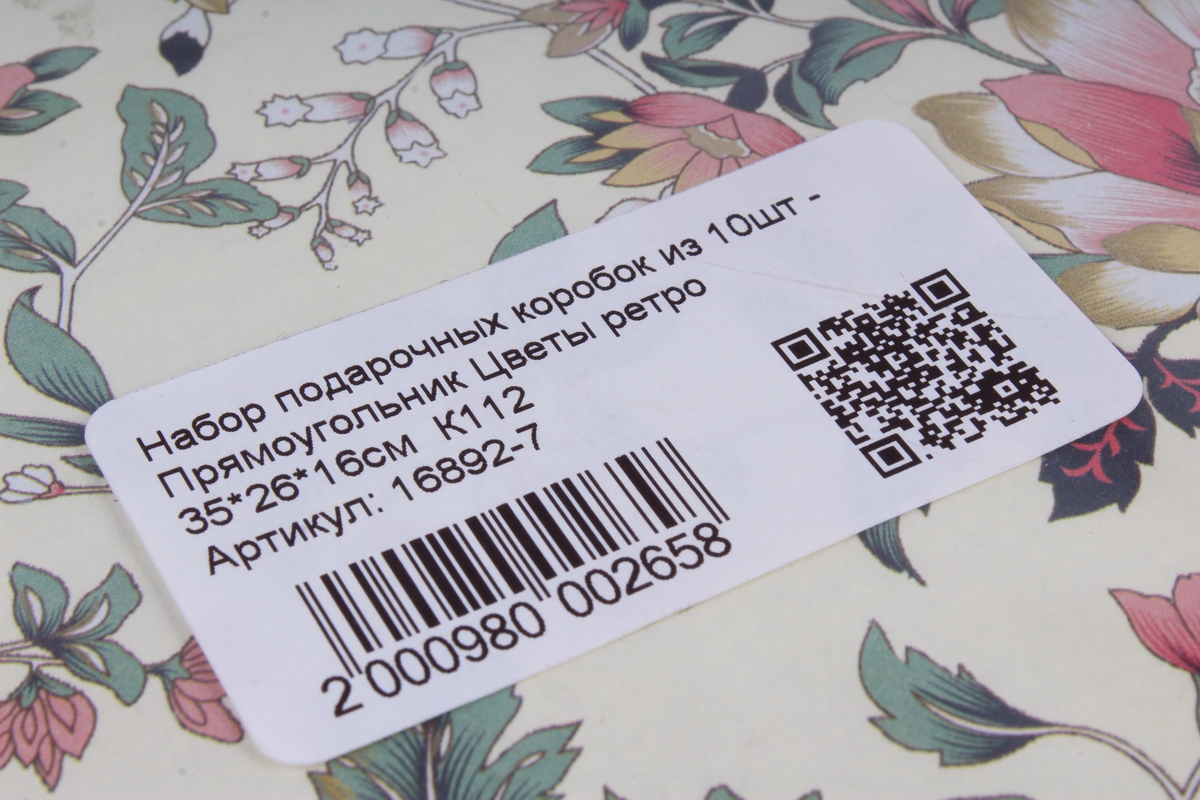 Набор подарочных коробок из 10шт -
Прямоугольник Цветы ретро
35*26*16см К112
Артикул: 16892-7
2 000980 002658